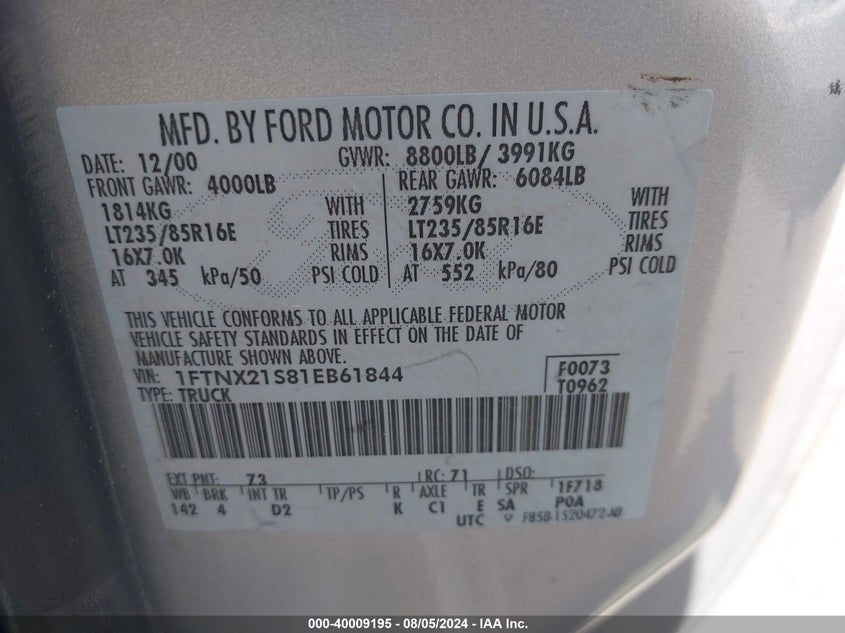 MFD. BY FORD MOTOR CO. IN U.S.A.
DATE: 12/00 GVWR: 8800LB/ 3991KG
FRONT GAWR: 4000LB REAR GAWR: 6084LB
1814KG WITH 2759KG WITH
LT235/85R16E TIRES LT235/85R16E TIRES
16X7.0K RIMS 16X7.0K RIMS
AT 345 kPa/50 PSI COLD AT 552 kPa/80 PSI COLD
THIS VEHICLE CONFORMS TO ALL APPLICABLE FEDERAL MOTOR
VEHICLE SAFETY STANDARDS IN EFFECT ON THE DATE OF
MANUFACTURE SHOWN ABOVE.
VIN: 1FTNX21S81EB61844 F0073
TYPE: TRUCK T0962
EXT PNT: 73 RC: 71 DSO:
WB BRK INT TR TP/PS R AXLE TR SPR 1F718
142 4 D2 K C1 E SA P0A
UTC F85B-1520472-AB
000-40009195 - 08/05/2024 - IAA Inc.